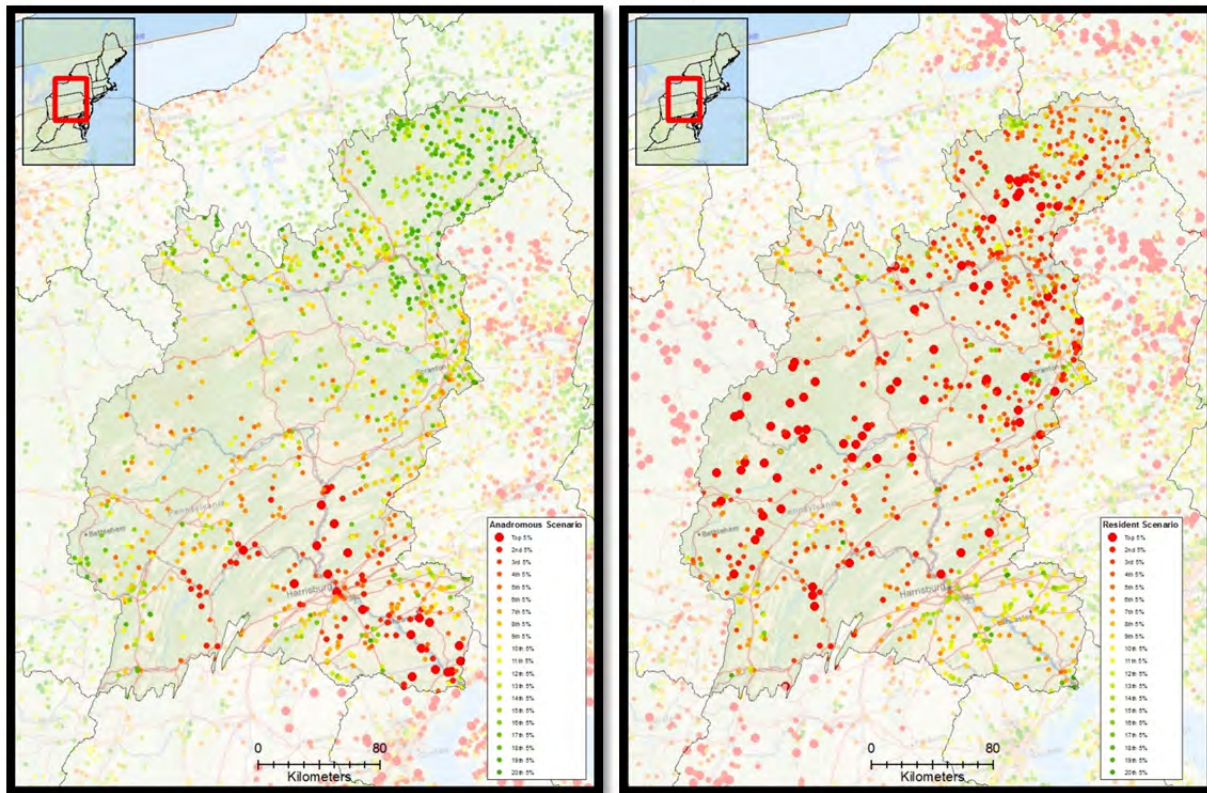 Anadromous Scenario
Top 5%
2nd 5%
3rd 5%
4th 5%
5th 5%
6th 5%
7th 5%
8th 5%
9th 5%
10th 5%
11th 5%
12th 5%
13th 5%
14th 5%
15th 5%
16th 5%
17th 5%
18th 5%
19th 5%
20th 5%
Scranton
Pennsylvania
Harrisburg
0 80
Kilometers
Resident Scenario
Top 5%
2nd 5%
3rd 5%
4th 5%
5th 5%
6th 5%
7th 5%
8th 5%
9th 5%
10th 5%
11th 5%
12th 5%
13th 5%
14th 5%
15th 5%
16th 5%
17th 5%
18th 5%
19th 5%
20th 5%
Scranton
Harrisburg
0 80
Kilometers